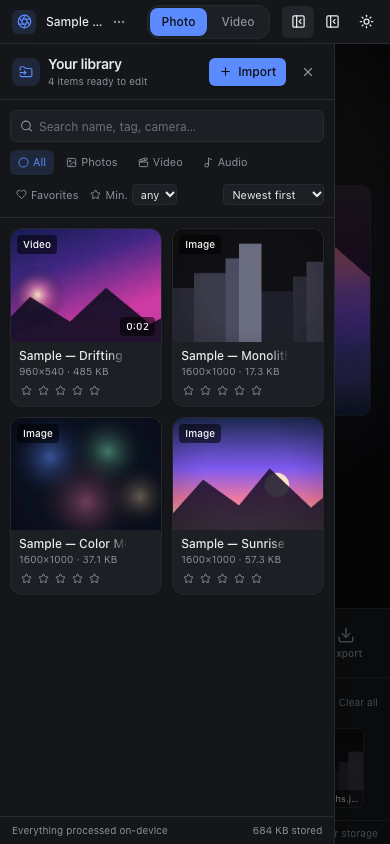 Sample ... ··· Photo Video
Your library
4 items ready to edit
Import
Search name, tag, camera...
All Photos Video Audio
Favorites Min. any Newest first
Video Image
0:02
Sample — Drifting Sample — Monolith
960×540 · 485 KB 1600×1000 · 17.3 KB
Image Image
Sample — Color Sample — Sunrise
1600×1000 · 37.1 KB 1600×1000 · 57.3 KB
xport
Clear all
hs.j...
Everything processed on-device 684 KB stored
r storage